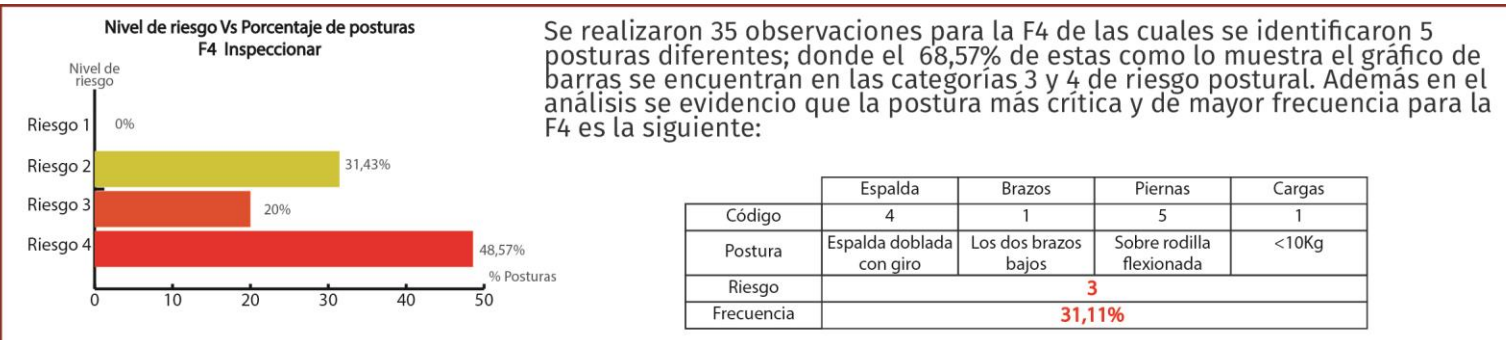 Nivel de riesgo Vs Porcentaje de posturas
F4 Inspeccionar
Nivel de
riesgo
Riesgo 1 0%
Riesgo 2 31,43%
Riesgo 3 20%
Riesgo 4 48,57%
% Posturas
0 10 20 30 40 50
Se realizaron 35 observaciones para la F4 de las cuales se identificaron 5
posturas diferentes; donde el 68,57% de estas como lo muestra el gráfico de
barras se encuentran en las categorías 3 y 4 de riesgo postural. Además en el
análisis se evidencio que la postura más crítica y de mayor frecuencia para la
F4 es la siguiente:
Espalda Brazos Piernas Cargas
Código 4 1 5 1
Postura Espalda doblada con giro Los dos brazos bajos Sobre rodilla flexionada <10Kg
Riesgo 3
Frecuencia 31,11%